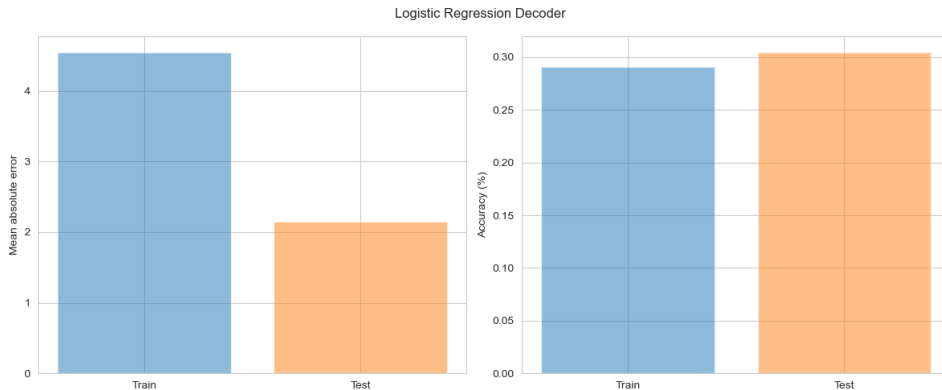 Logistic Regression Decoder
Mean absolute error
4
3
2
1
0
Train
Test
Accuracy (%)
0.30
0.25
0.20
0.15
0.10
0.05
0.00
Train
Test